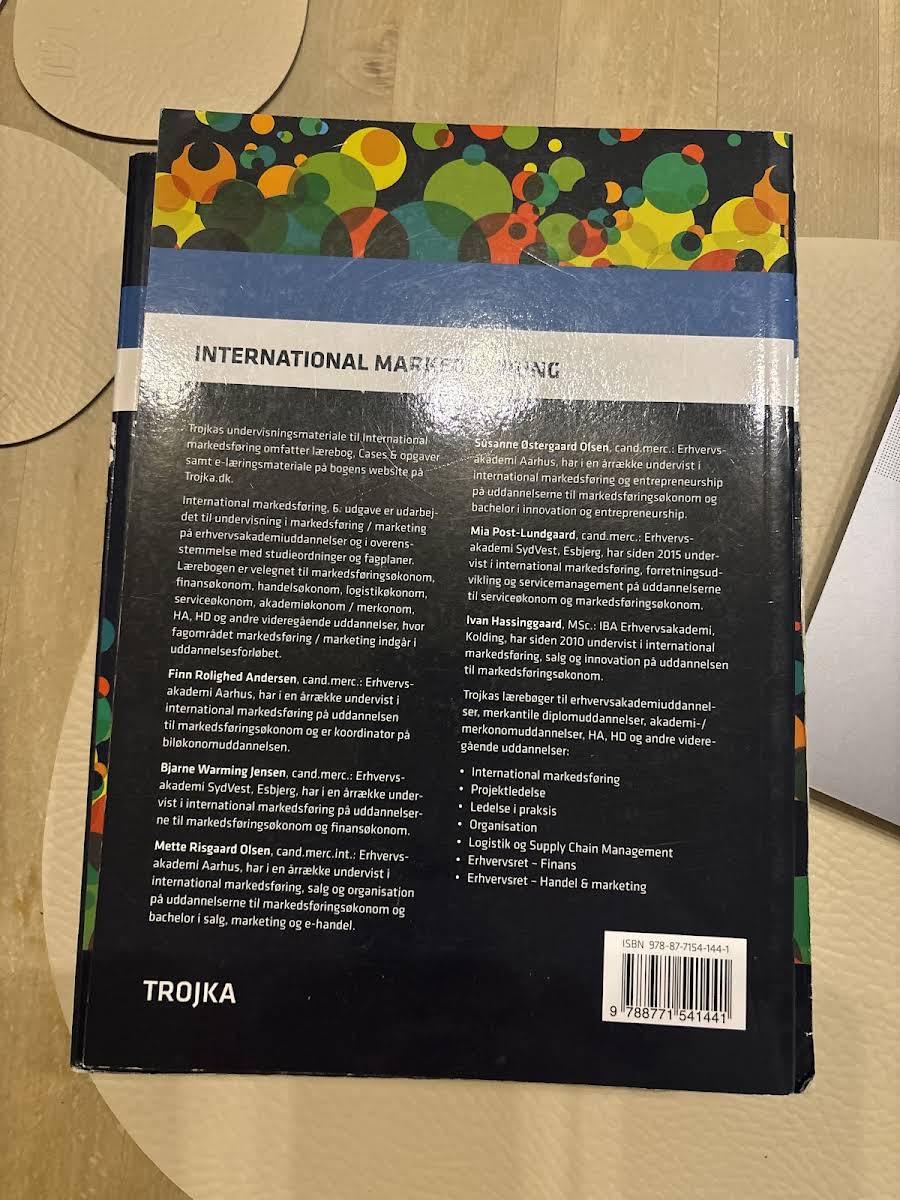 INTERNATIONAL MARKEDSFØRING
Trojkas undervisningsmateriale til International
markedsføring omfatter lærebog, Cases & opgaver
samt e-læringsmateriale på bogens website på
Trojka.dk.
International markedsføring, 6. udgave er udarbej-
det til undervisning i markedsføring / marketing
på erhvervsakademiuddannelser og i overens-
stemmelse med studieordninger og fagplaner.
Lærebogen er velegnet til markedsføringsøkonom,
finansøkonom, handelsøkonom, logistikøkonom,
serviceøkonom, akademiøkonom / merkonom,
HA, HD og andre videregående uddannelser, hvor
fagområdet markedsføring / marketing indgår i
uddannelsesforløbet.
Finn Rolighed Andersen, cand.merc.: Erhvervs-
akademi Aarhus, har i en årrække undervist i
international markedsføring på uddannelsen
til markedsføringsøkonom og er koordinator på
biløkonomuddannelsen.
Bjarne Warming Jensen, cand.merc.: Erhvervs-
akademi SydVest, Esbjerg, har i en årrække under-
vist i international markedsføring på uddannelser-
ne til markedsføringsøkonom og finansøkonom.
Mette Risgaard Olsen, cand.merc.int.: Erhvervs-
akademi Aarhus, har i en årrække undervist i
international markedsføring, salg og organisation
på uddannelserne til markedsføringsøkonom og
bachelor i salg, marketing og e-handel.
Susanne Østergaard Olsen, cand.merc.: Erhvervs-
akademi Aarhus, har i en årrække undervist i
international markedsføring og entrepreneurship
på uddannelserne til markedsføringsøkonom og
bachelor i innovation og entrepreneurship.
Mia Post-Lundgaard, cand.merc.: Erhvervs-
akademi SydVest, Esbjerg, har siden 2015 under-
vist i international markedsføring, forretningsud-
vikling og servicemanagement på uddannelserne
til serviceøkonom og markedsføringsøkonom.
Ivan Hassinggaard, MSc.: IBA Erhvervsakademi,
Kolding, har siden 2010 undervist i international
markedsføring, salg og innovation på uddannelsen
til markedsføringsøkonom.
Trojkas lærebøger til erhvervsakademiuddannel-
ser, merkantile diplomuddannelser, akademi-/
merkonomuddannelser, HA, HD og andre videre-
gående uddannelser:
• International markedsføring
• Projektledelse
• Ledelse i praksis
• Organisation
• Logistik og Supply Chain Management
• Erhvervsret – Finans
• Erhvervsret – Handel & marketing
TROJKA
ISBN 978-87-7154-144-1
9 788771 541441